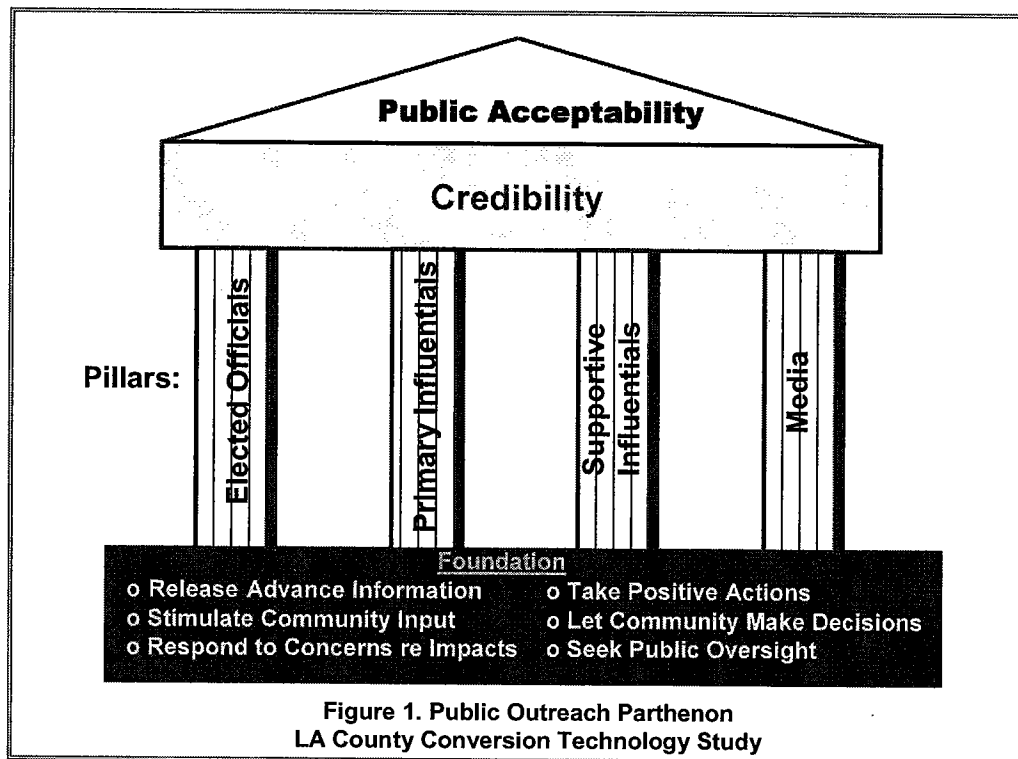 Public Acceptability
Credibility
Pillars:
Elected Officials
Primary Influentials
Supportive
Influentials
Media
Foundation
o Release Advance Information
o Stimulate Community Input
o Respond to Concerns re Impacts
o Take Positive Actions
o Let Community Make Decisions
o Seek Public Oversight
Figure 1. Public Outreach Parthenon
LA County Conversion Technology Study